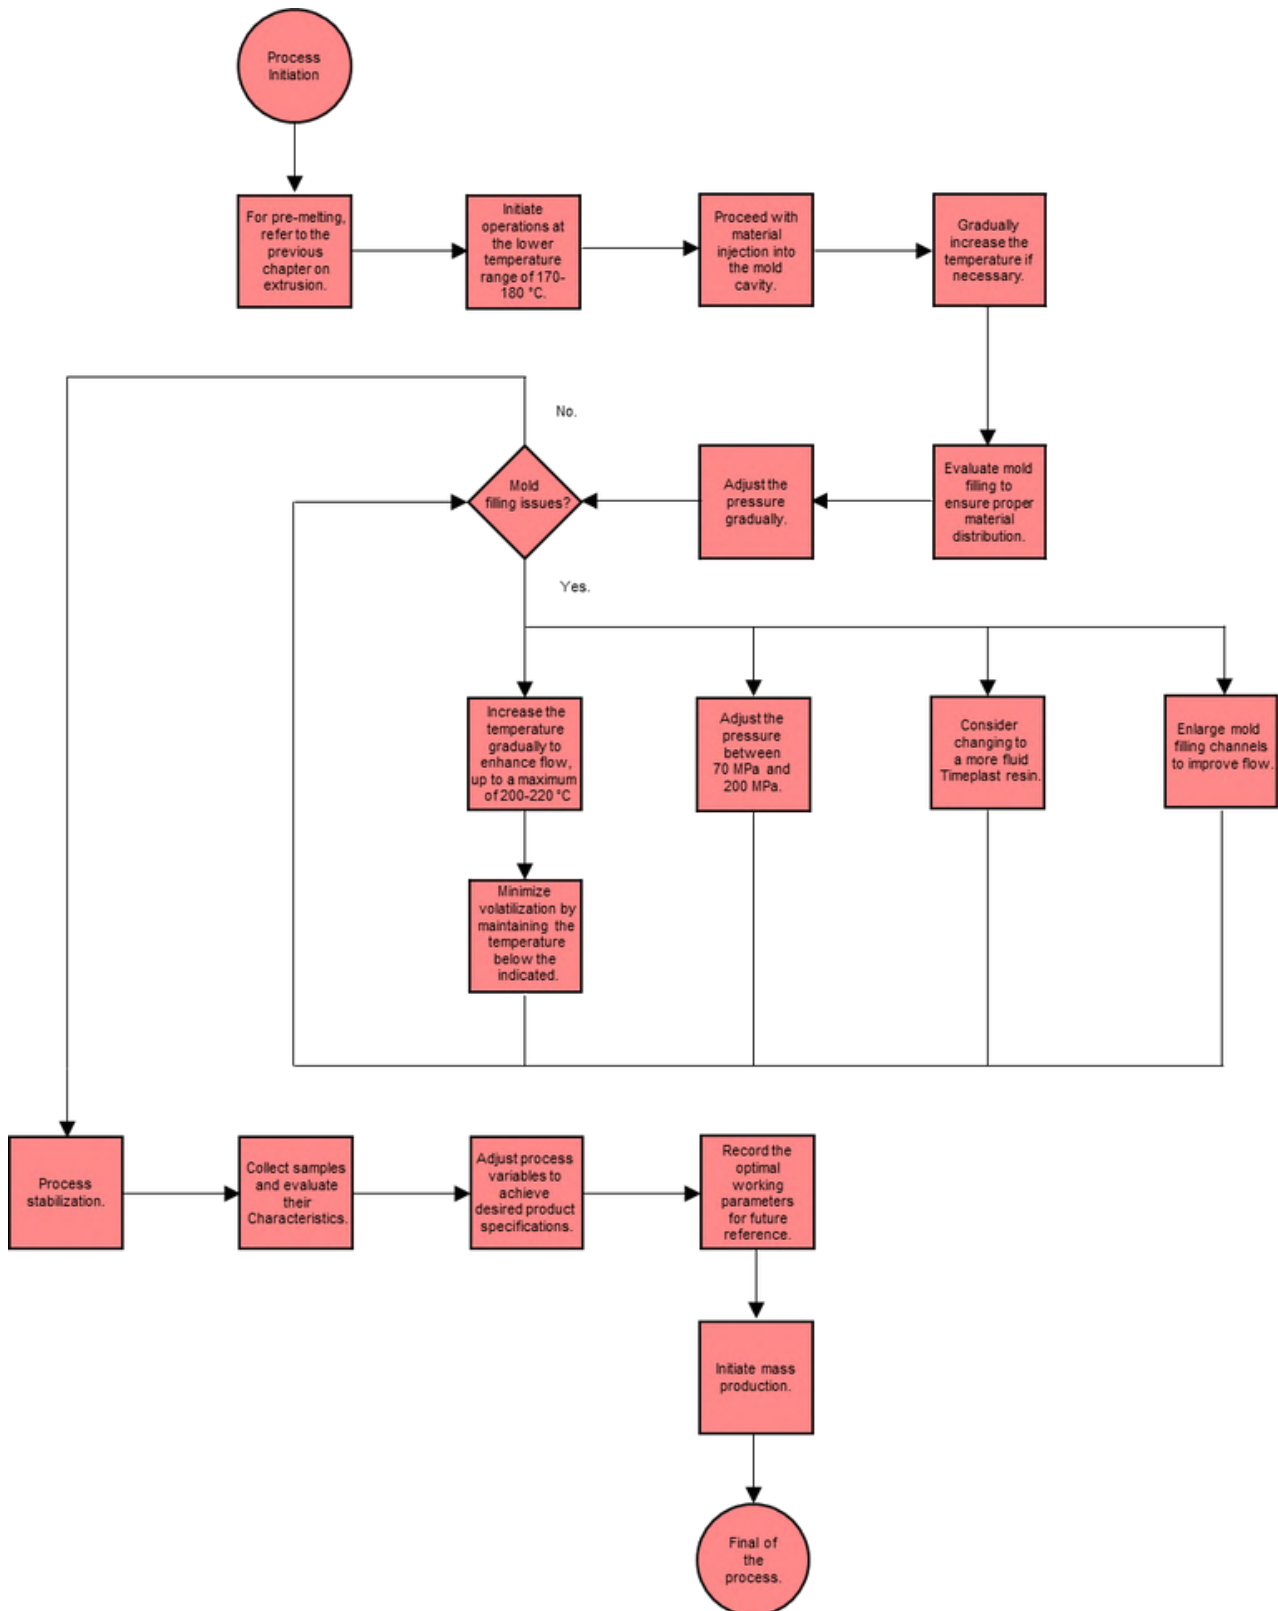 Process
Initiation
For pre-melting,
refer to the
previous
chapter on
extrusion.
Initiate
operations at
the lower
temperature
range of 170-
180 °C.
Proceed with
material
injection into
the mold
cavity.
Gradually
increase the
temperature if
necessary.
No.
Mold
filling issues?
Adjust the
pressure
gradually.
Evaluate mold
filling to
ensure proper
material
distribution.
Yes.
Increase the
temperature
gradually to
enhance flow,
up to a maximum
of 200-220 °C
Adjust the
pressure
between
70 MPa and
200 MPa.
Consider
changing to
a more fluid
Timeplast resin.
Enlarge mold
filling channels
to improve flow.
Minimize
volatilization by
maintaining the
temperature
below the
indicated.
Process
stabilization.
Collect samples
and evaluate
their
Characteristics.
Adjust process
variables to
achieve
desired product
specifications.
Record the
optimal
working
parameters
for future
reference.
Initiate mass
production.
Final of
the
process.